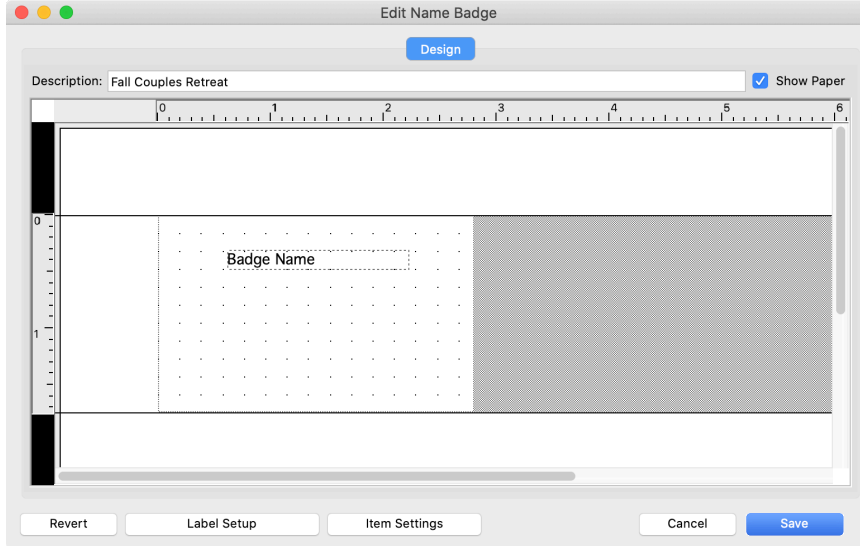 Edit Name Badge
Design
Description: Fall Couples Retreat Show Paper
0 1 2 3 4 5 6
0
Badge Name
1
Revert Label Setup Item Settings Cancel Save